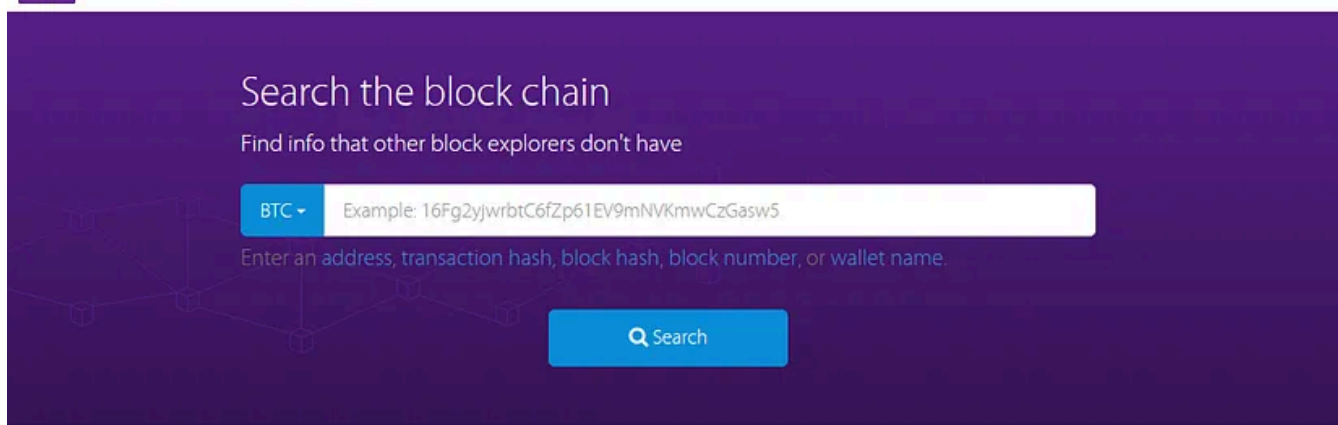 Search the block chain
Find info that other block explorers don't have
BTC
Example: 16Fg2yjwrbtC6fZp61EV9mNVKmwCzGasw5
Enter an address, transaction hash, block hash, block number, or wallet name.
Search